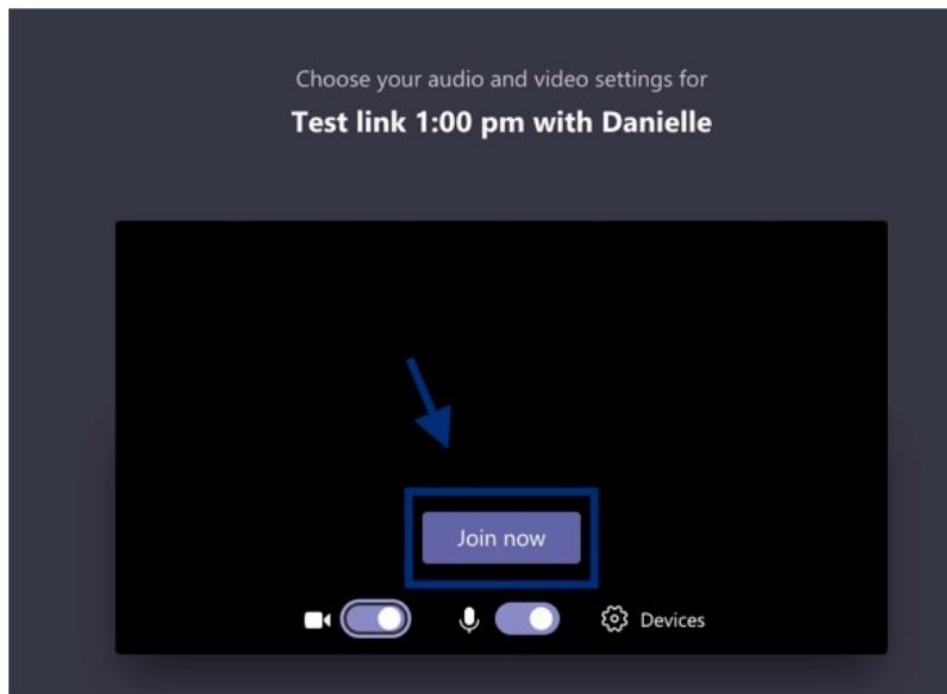 Choose your audio and video settings for
Test link 1:00 pm with Danielle
Join now
Devices